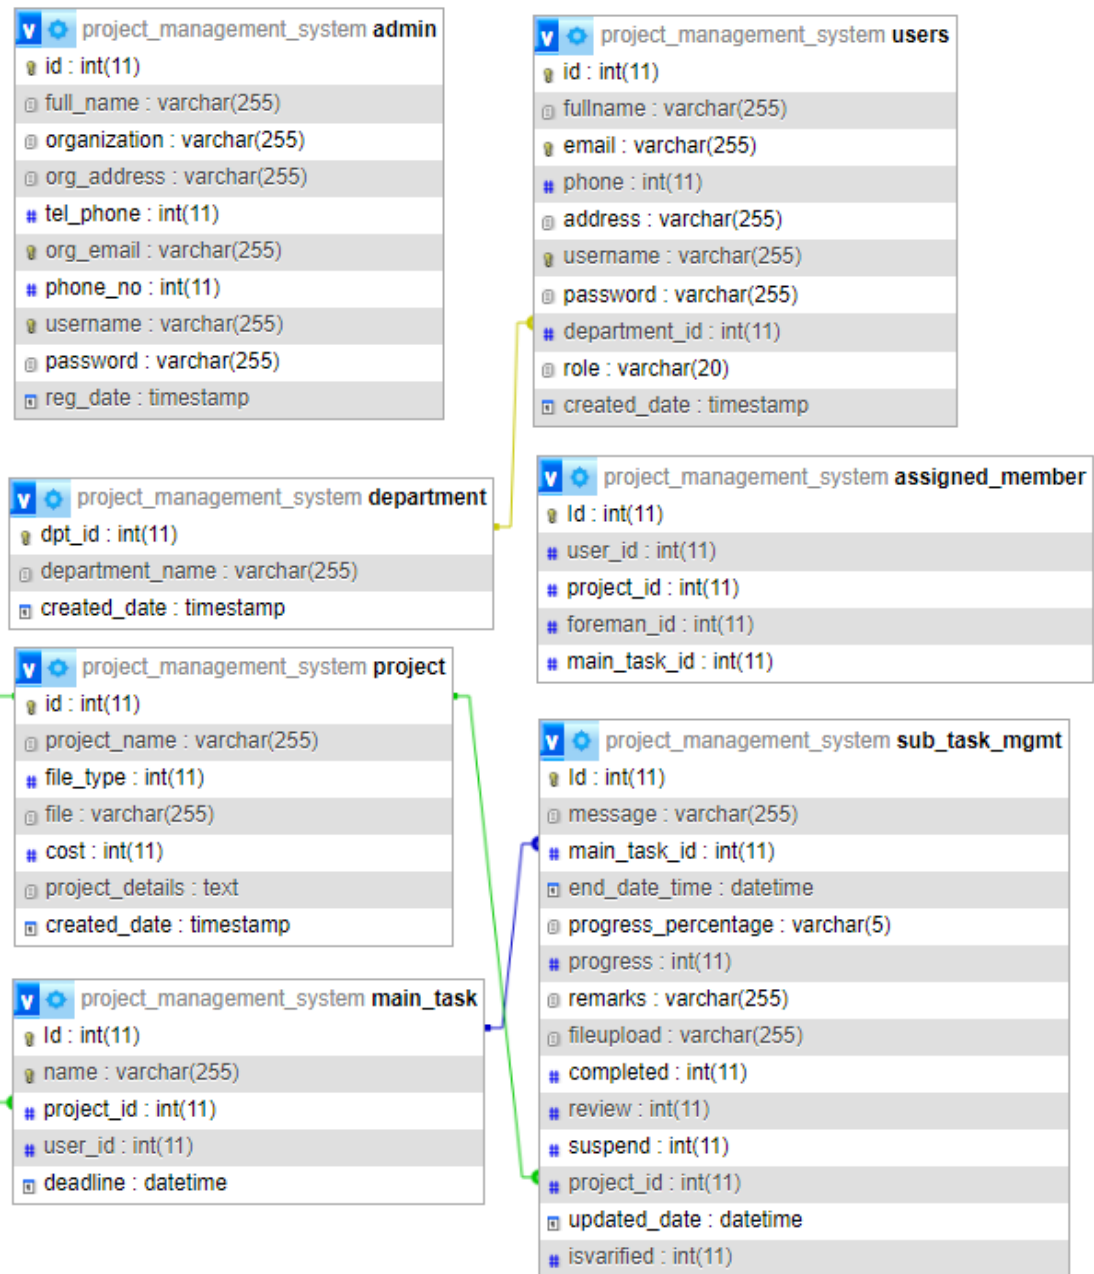 project_management_system admin
id : int(11)
full_name : varchar(255)
organization : varchar(255)
org_address : varchar(255)
tel_phone : int(11)
org_email : varchar(255)
phone_no : int(11)
username : varchar(255)
password : varchar(255)
reg_date : timestamp
project_management_system users
id : int(11)
fullname : varchar(255)
email : varchar(255)
phone : int(11)
address : varchar(255)
username : varchar(255)
password : varchar(255)
department_id : int(11)
role : varchar(20)
created_date : timestamp
project_management_system department
dpt_id : int(11)
department_name : varchar(255)
created_date : timestamp
project_management_system assigned_member
Id : int(11)
user_id : int(11)
project_id : int(11)
foreman_id : int(11)
main_task_id : int(11)
project_management_system project
id : int(11)
project_name : varchar(255)
file_type : int(11)
file : varchar(255)
cost : int(11)
project_details : text
created_date : timestamp
project_management_system sub_task_mgmt
Id : int(11)
message : varchar(255)
main_task_id : int(11)
end_date_time : datetime
progress_percentage : varchar(5)
progress : int(11)
remarks : varchar(255)
fileupload : varchar(255)
completed : int(11)
review : int(11)
suspend : int(11)
project_id : int(11)
updated_date : datetime
isvarified : int(11)
project_management_system main_task
Id : int(11)
name : varchar(255)
project_id : int(11)
user_id : int(11)
deadline : datetime